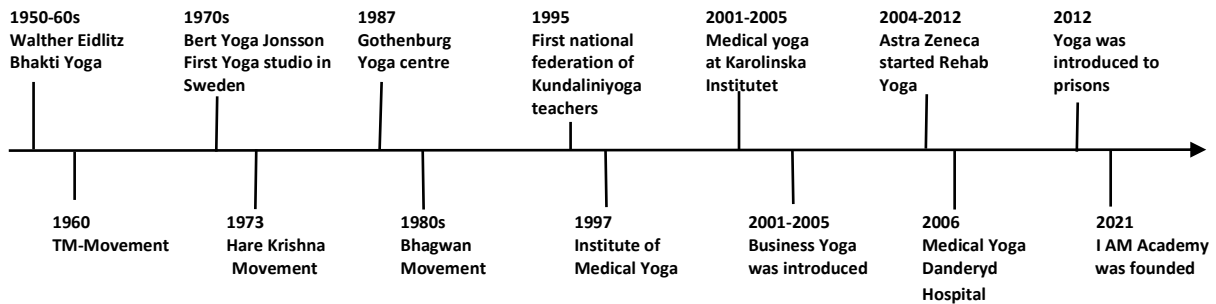 1950-60s
Walther Eidlitz
Bhakti Yoga
1970s
Bert Yoga Jonsson
First Yoga studio in
Sweden
1987
Gothenburg
Yoga centre
1995
First national
federation of
Kundaliniyoga
teachers
2001-2005
Medical yoga
at Karolinska
Institutet
2004-2012
Astra Zeneca
started Rehab
Yoga
2012
Yoga was
introduced to
prisons
1960
TM-Movement
1973
Hare Krishna
Movement
1980s
Bhagwan
Movement
1997
Institute of
Medical Yoga
2001-2005
Business Yoga
was introduced
2006
Medical Yoga
Danderyd
Hospital
2021
I AM Academy
was founded